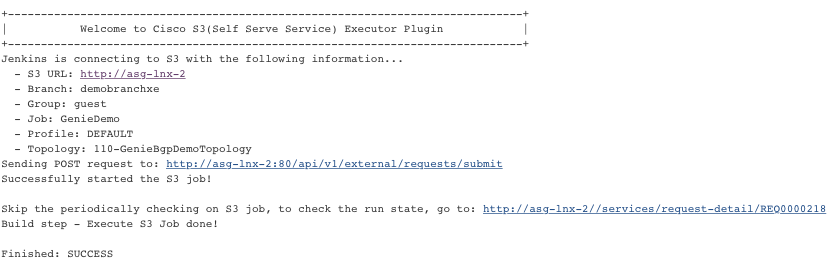 +-----------------------------------------------------------------------------+
|           Welcome to Cisco S3(Self Serve Service) Executor Plugin            |
+-----------------------------------------------------------------------------+
Jenkins is connecting to S3 with the following information...
  - S3 URL: http://asg-lnx-2
  - Branch: demobranchxe
  - Group: guest
  - Job: GenieDemo
  - Profile: DEFAULT
  - Topology: 110-GenieBgpDemoTopology
Sending POST request to: http://asg-lnx-2:80/api/v1/external/requests/submit
Successfully started the S3 job!
Skip the periodically checking on S3 job, to check the run state, go to: http://asg-lnx-2//services/request-detail/REQ0000218
Build step - Execute S3 Job done!
Finished: SUCCESS